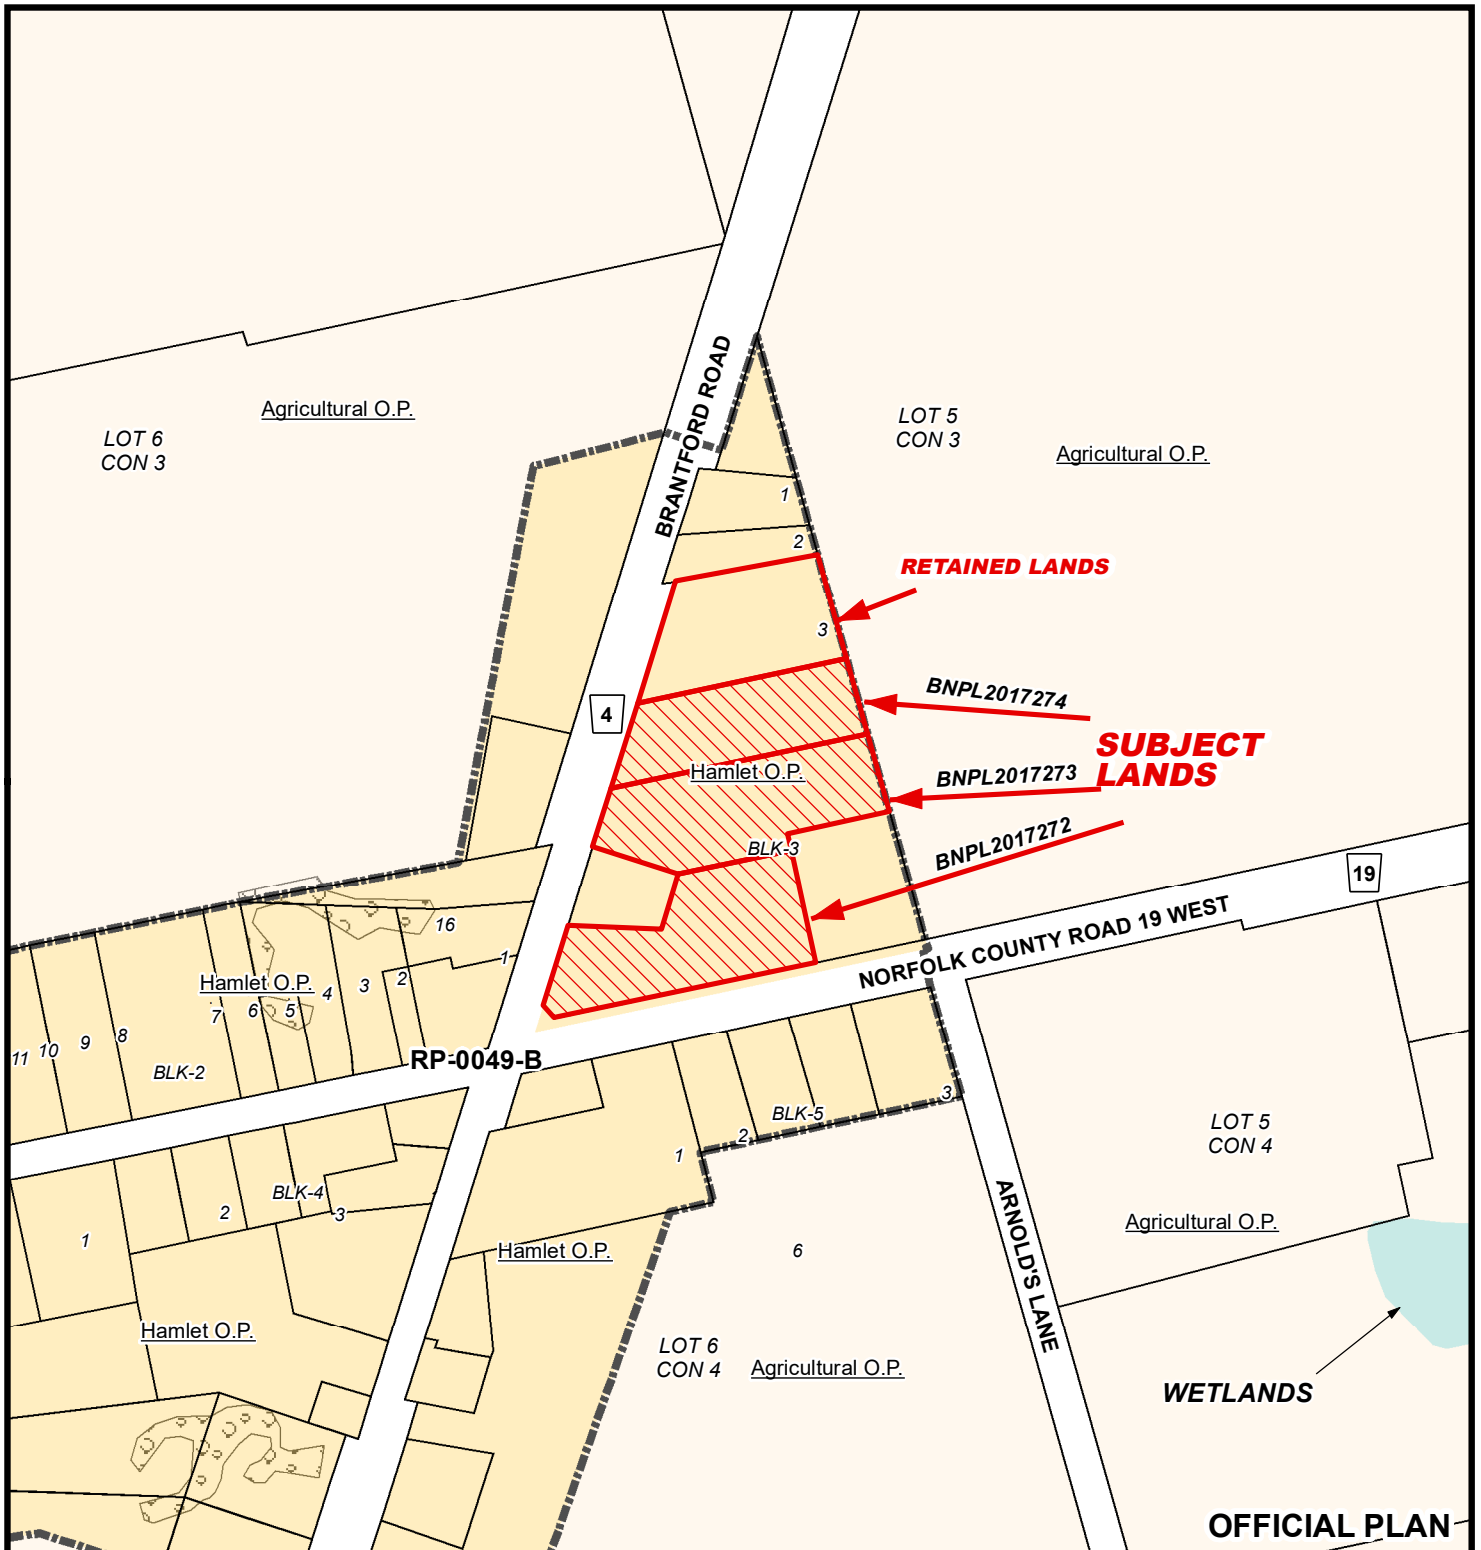 BRANTFORD ROAD
Agricultural O.P.
LOT 6
CON 3
LOT 5
CON 3
Agricultural O.P.
1
2
RETAINED LANDS
3
BNPL2017274
4
SUBJECT
LANDS
Hamlet O.P.
BNPL2017273
BNPL2017272
BLK-3
19
NORFOLK COUNTY ROAD 19 WEST
16
1
Hamlet O.P.
2
3
4
5
6
7
8
9
10
11
RP-0049-B
BLK-2
BLK-5
3
2
1
LOT 5
CON 4
ARNOLD'S LANE
BLK-4
3
2
1
Agricultural O.P.
Hamlet O.P.
6
Hamlet O.P.
LOT 6
CON 4
Agricultural O.P.
WETLANDS
OFFICIAL PLAN